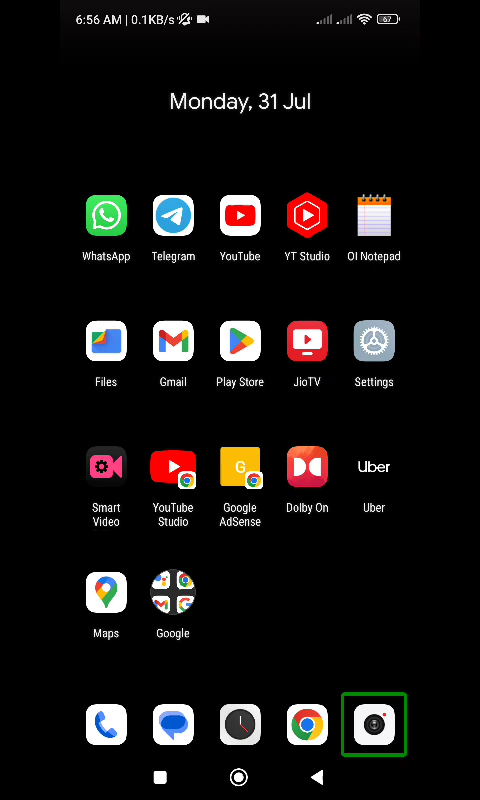 6:56 AM | 0.1KB/s
67
Monday, 31 Jul
WhatsApp
Telegram
YouTube
YT Studio
OI Notepad
Files
Gmail
Play Store
JioTV
Settings
G
Uber
Smart
Video
YouTube
Studio
Google
AdSense
Dolby On
Uber
Maps
Google